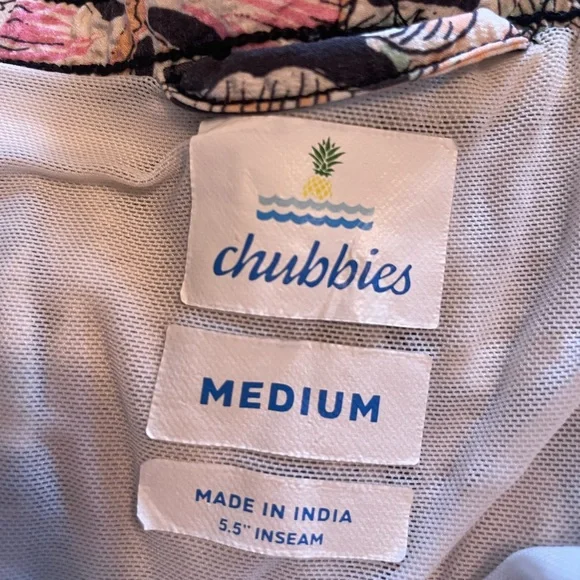 chubbies
MEDIUM
MADE IN INDIA
5.5" INSEAM